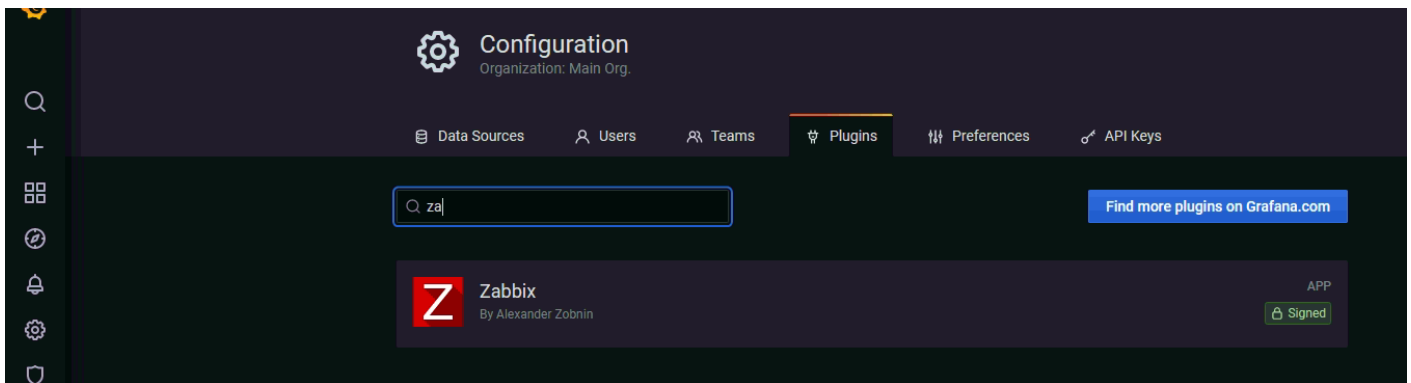 Configuration
Organization: Main Org.
Data Sources Users Teams Plugins Preferences API Keys
za
Find more plugins on Grafana.com
Z
Zabbix
By Alexander Zobnin
APP
Signed